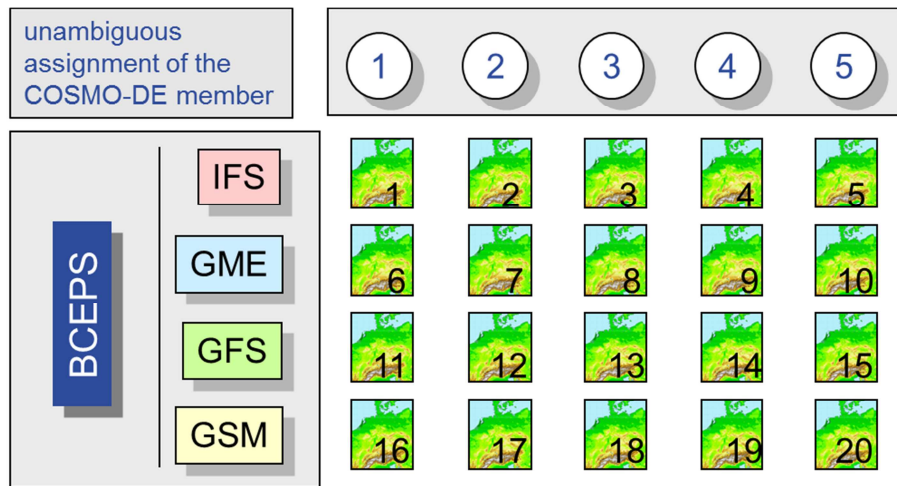 unambiguous
assignment of the
COSMO-DE member
1 2 3 4 5
BCEPS
IFS
1 2 3 4 5
GME
6 7 8 9 10
GFS
11 12 13 14 15
GSM
16 17 18 19 20